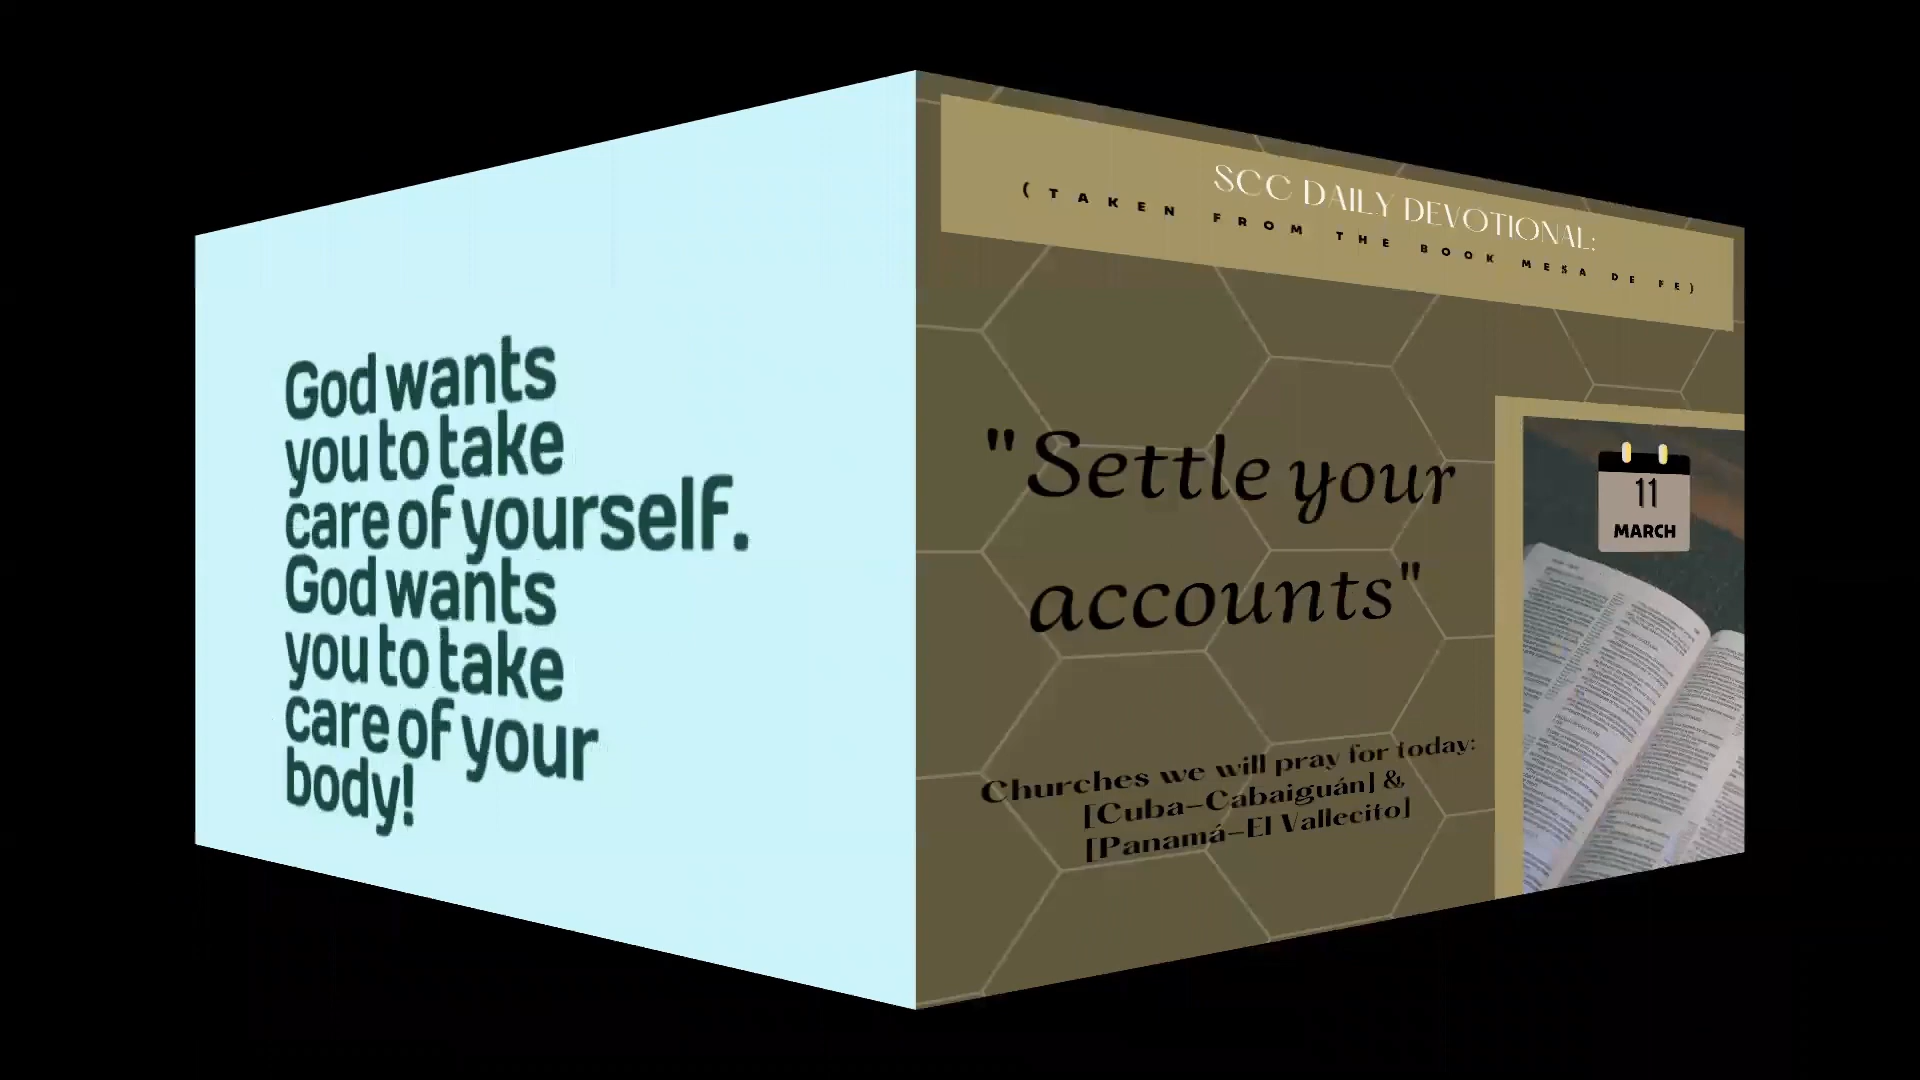 God wants
you to take
care of yourself.
God wants
you to take
care of your
body!
SCC DAILY DEVOTIONAL:
(TAKEN FROM THE BOOK MESA DE FE)
"Settle your
accounts"
11
MARCH
Churches we will pray for today:
[Cuba-Cabaiguán] &
[Panamá-El Vallecito]